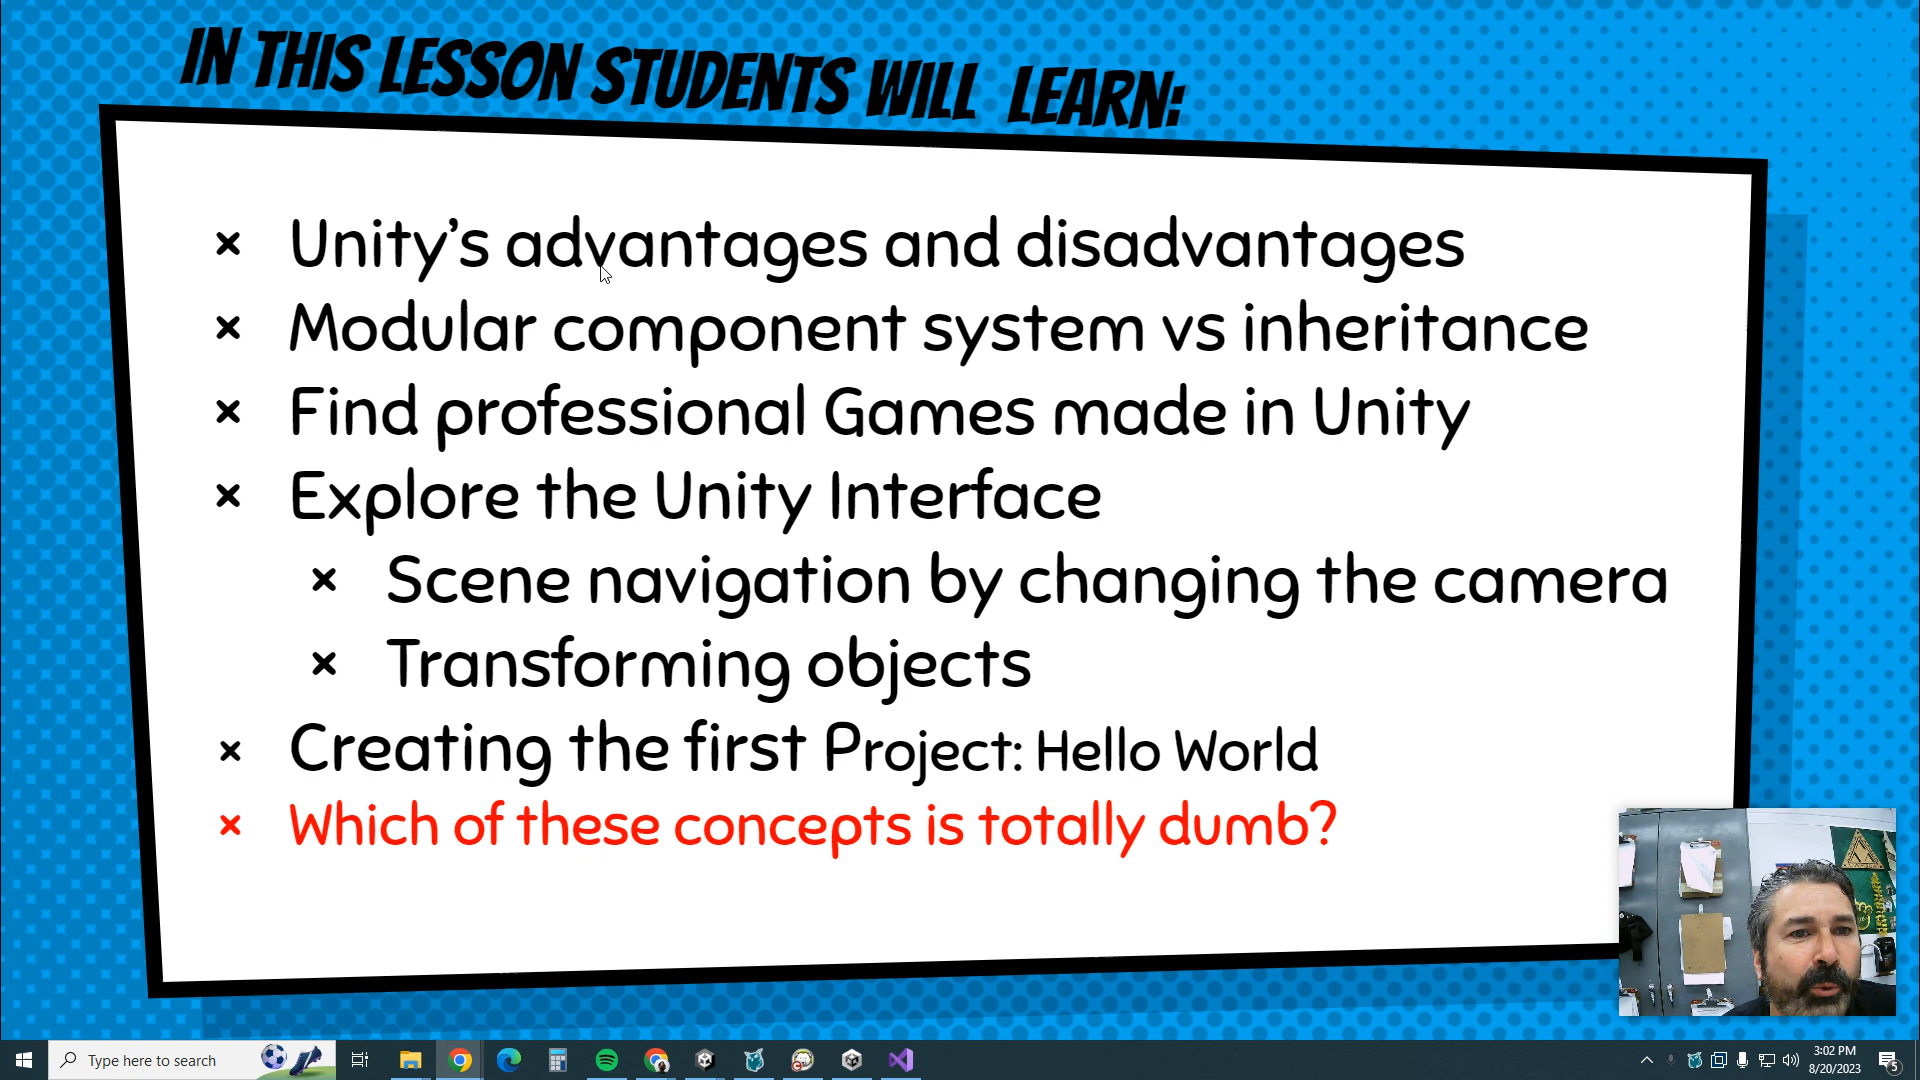 IN THIS LESSON STUDENTS WILL LEARN:
× Unity’s advantages and disadvantages
× Modular component system vs inheritance
× Find professional Games made in Unity
× Explore the Unity Interface
× Scene navigation by changing the camera
× Transforming objects
× Creating the first Project: Hello World
× Which of these concepts is totally dumb?
Type here to search
3:02 PM
8/20/2023
5